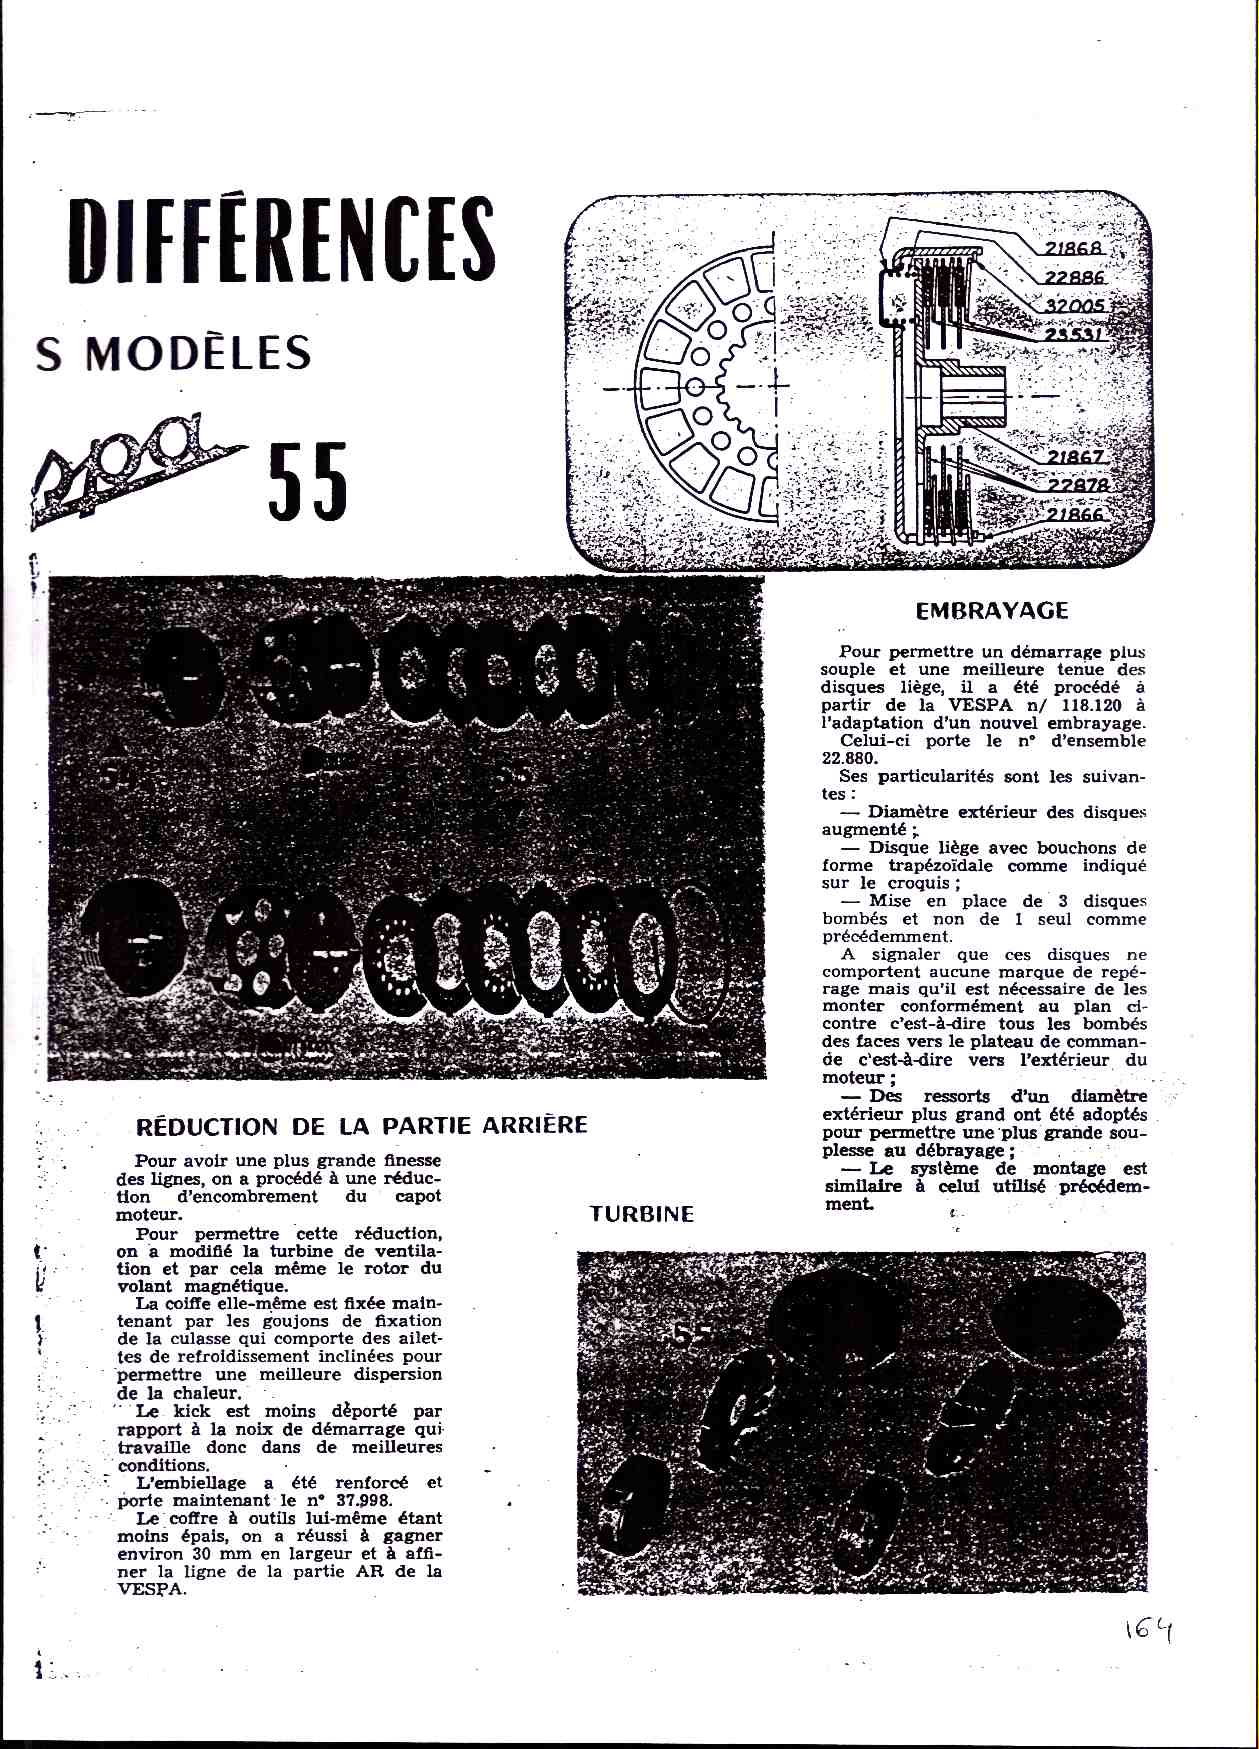 DIFFÉRENCES
S MODÈLES
55
21868
22886
32005
23531
21867
22878
21866
55
EMBRAYAGE
Pour permettre un démarrage plus
souple et une meilleure tenue des
disques liège, il a été procédé à
partir de la VESPA n/ 118.120 à
l'adaptation d'un nouvel embrayage.
Celui-ci porte le n° d'ensemble
22.880.
Ses particularités sont les suivan-
tes :
— Diamètre extérieur des disques
augmenté ;
— Disque liège avec bouchons de
forme trapézoïdale comme indiqué
sur le croquis ;
— Mise en place de 3 disques
bombés et non de 1 seul comme
précédemment.
A signaler que ces disques ne
comportent aucune marque de repé-
rage mais qu'il est nécessaire de les
monter conformément au plan ci-
contre c'est-à-dire tous les bombés
des faces vers le plateau de comman-
de c'est-à-dire vers l'extérieur du
moteur ;
— Des ressorts d'un diamètre
extérieur plus grand ont été adoptés
pour permettre une plus grande sou-
plesse au débrayage ;
— Le système de montage est
similaire à celui utilisé précédem-
ment.
RÉDUCTION DE LA PARTIE ARRIÈRE
Pour avoir une plus grande finesse
des lignes, on a procédé à une réduc-
tion d'encombrement du capot
moteur.
Pour permettre cette réduction,
on a modifié la turbine de ventila-
tion et par cela même le rotor du
volant magnétique.
La coiffe elle-même est fixée main-
tenant par les goujons de fixation
de la culasse qui comporte des ailet-
tes de refroidissement inclinées pour
permettre une meilleure dispersion
de la chaleur.
Le kick est moins déporté par
rapport à la noix de démarrage qui
travaille donc dans de meilleures
conditions.
L'embiellage a été renforcé et
porte maintenant le n° 37.998.
Le coffre à outils lui-même étant
moins épais, on a réussi à gagner
environ 30 mm en largeur et à affi-
ner la ligne de la partie AR de la
VESPA.
TURBINE
55
164